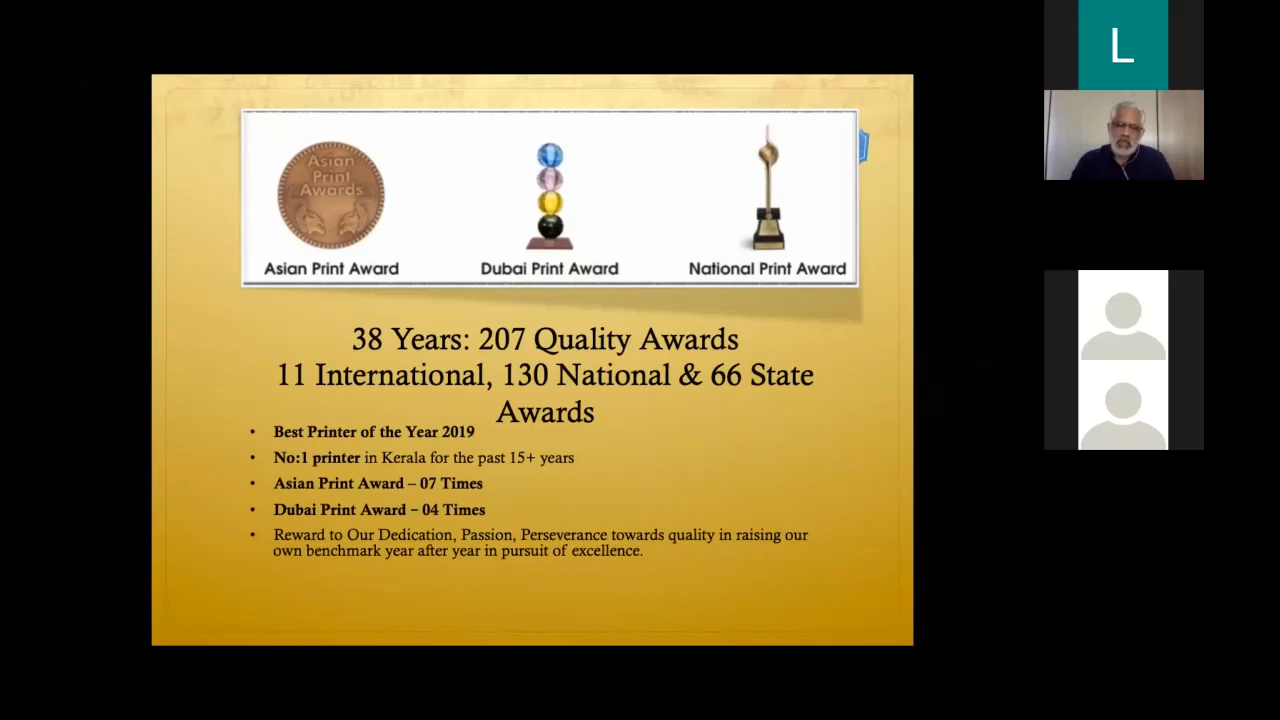 Asian
Print
Awards
Asian Print Award
Dubai Print Award
National Print Award
38 Years: 207 Quality Awards
11 International, 130 National & 66 State
Awards
• Best Printer of the Year 2019
• No:1 printer in Kerala for the past 15+ years
• Asian Print Award – 07 Times
• Dubai Print Award – 04 Times
• Reward to Our Dedication, Passion, Perseverance towards quality in raising our
own benchmark year after year in pursuit of excellence.
L